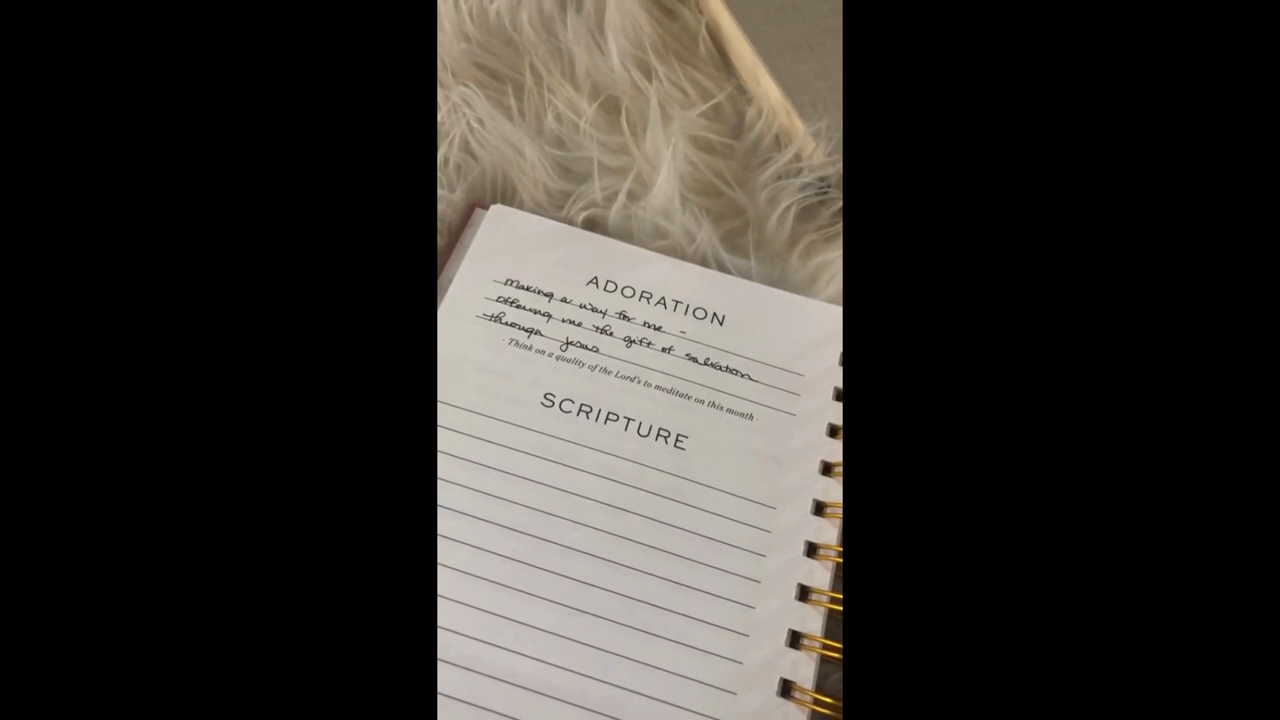 ADORATION
Making a way for me -
offering me the gift of salvation
through Jesus
· Think on a quality of the Lord's to meditate on this month ·
SCRIPTURE